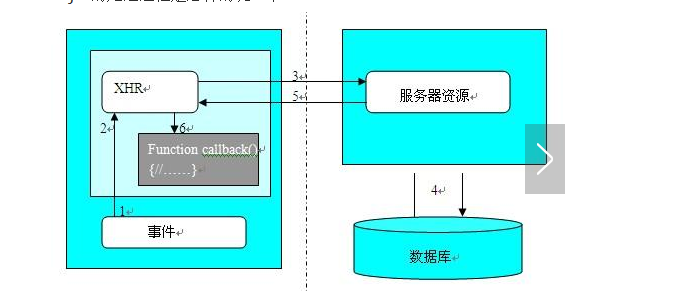 XHR
3
服务器资源
5
2
6
Function callback()
{//……}
4
1
事件
数据库